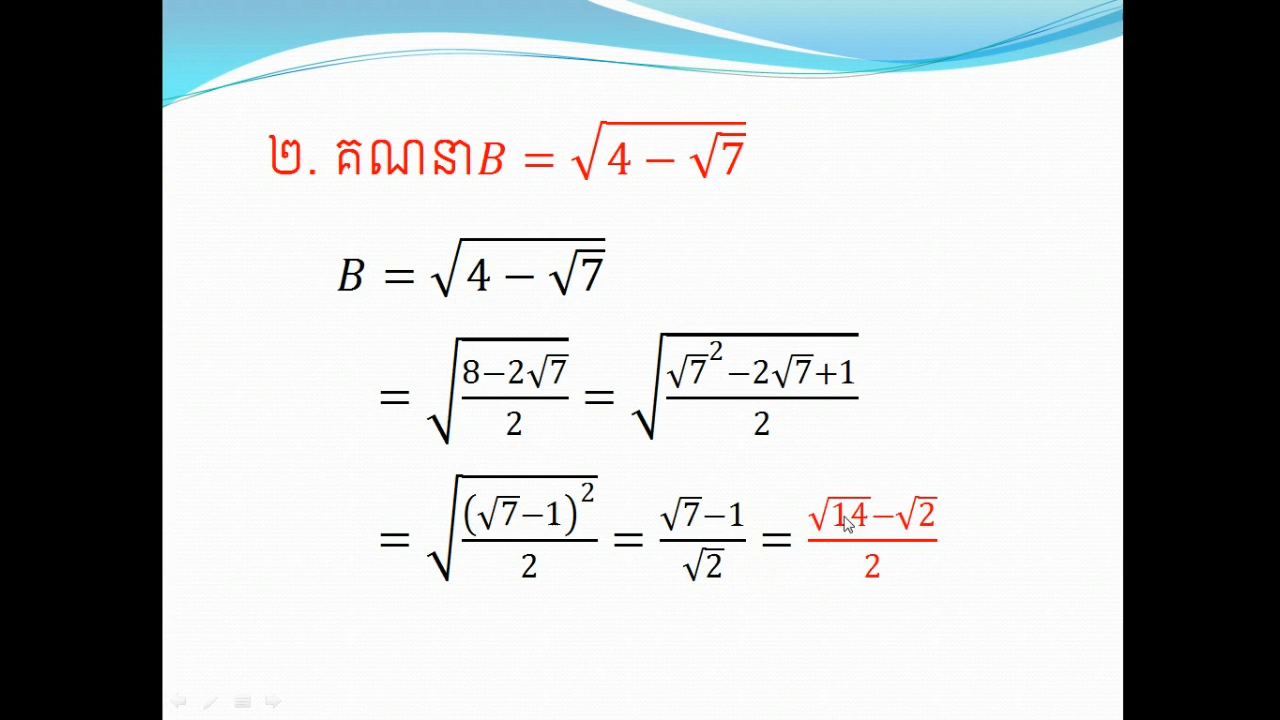 ២. គណនា B = √(4 − √7)
B = √(4 − √7)
= √((8−2√7)/2) = √((√7²−2√7+1)/2)
= √((√7−1)²/2) = (√7−1)/√2 = (√14−√2)/2